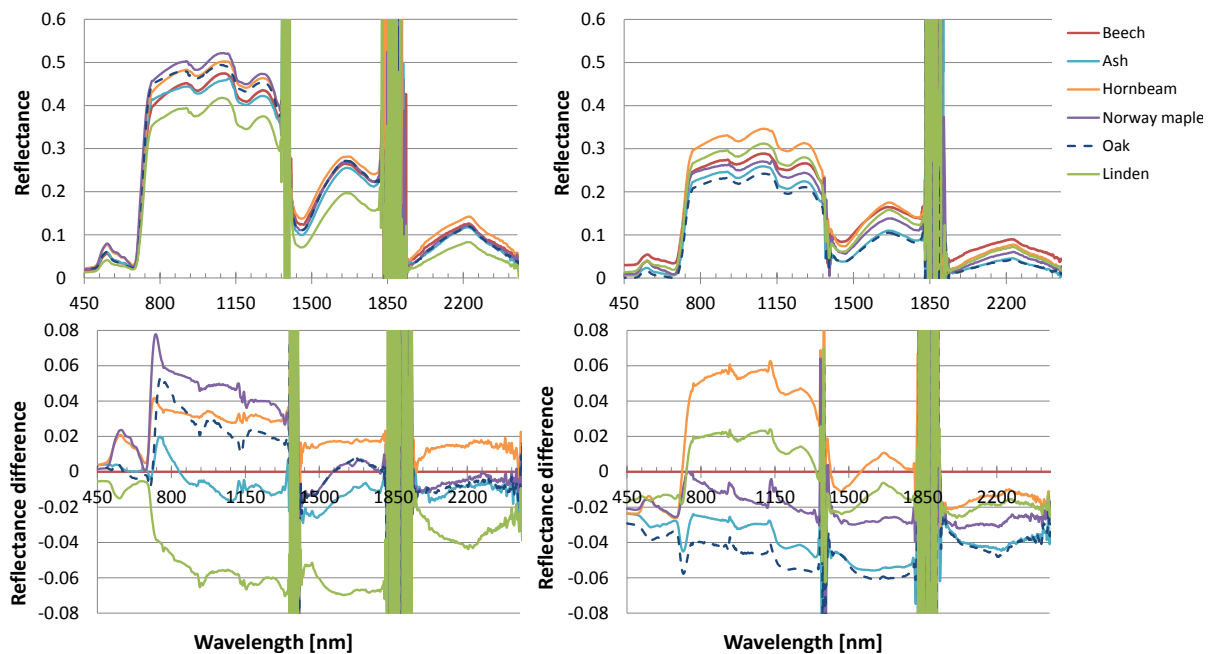 Reflectance
0.6
0.5
0.4
0.3
0.2
0.1
0
450 800 1150 1500 1850 2200
Reflectance
0.6
0.5
0.4
0.3
0.2
0.1
0
450 800 1150 1500 1850 2200
Beech
Ash
Hornbeam
Norway maple
Oak
Linden
Reflectance difference
0.08
0.06
0.04
0.02
0
-0.02
-0.04
-0.06
-0.08
450 800 1150 1500 1850 2200
Wavelength [nm]
Reflectance difference
0.08
0.06
0.04
0.02
0
-0.02
-0.04
-0.06
-0.08
450 800 1150 1500 1850 2200
Wavelength [nm]